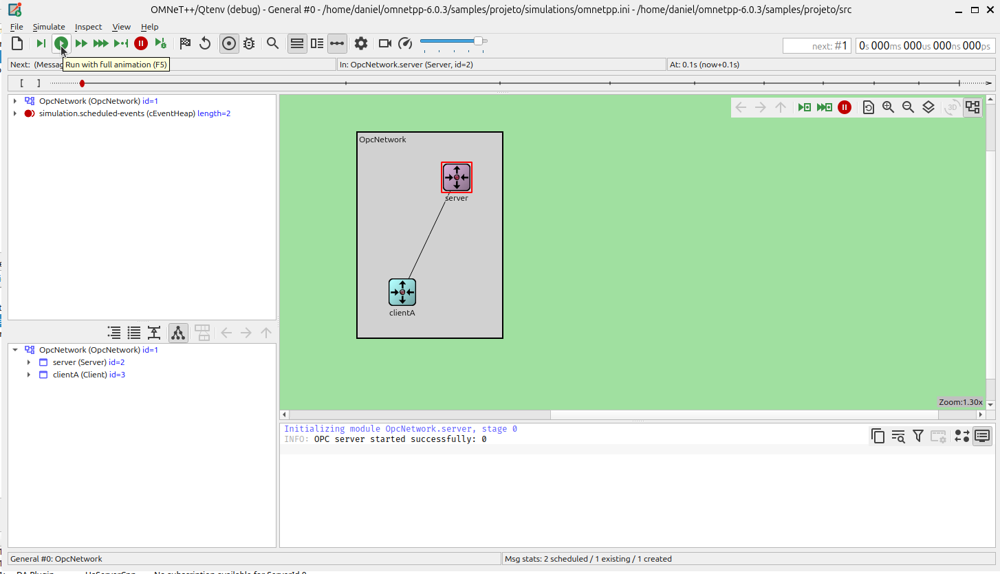 OMNeT++/Qtenv (debug) - General #0 - /home/daniel/omnetpp-6.0.3/samples/projeto/simulations/omnetpp.ini - /home/daniel/omnetpp-6.0.3/samples/projeto/src
File Simulate Inspect View Help
next: #1 0s 000ms 000us 000ns 000ps
Next: (Messag
Run with full animation (F5)
In: OpcNetwork.server (Server, id=2)
At: 0.1s (now+0.1s)
[ ]
OpcNetwork (OpcNetwork) id=1
simulation.scheduled-events (cEventHeap) length=2
3D
OpcNetwork
server
clientA
Zoom:1.30x
OpcNetwork (OpcNetwork) id=1
server (Server) id=2
clientA (Client) id=3
Initializing module OpcNetwork.server, stage 0
INFO: OPC server started successfully: 0
General #0: OpcNetwork
Msg stats: 2 scheduled / 1 existing / 1 created